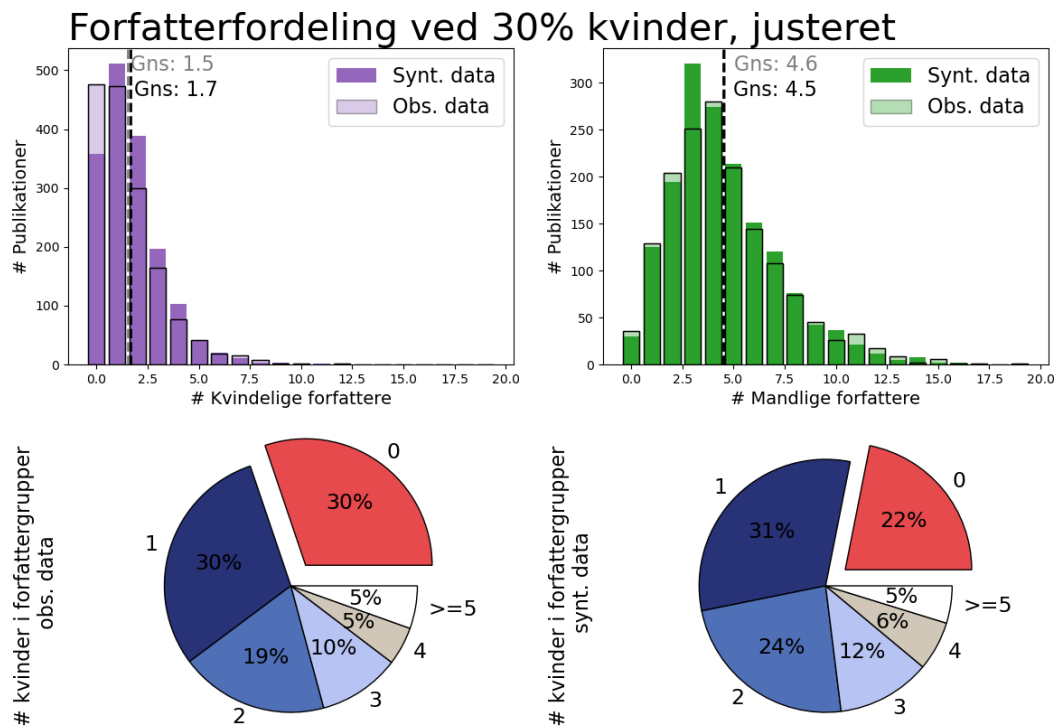 Forfatterfordeling ved 30% kvinder, justeret
Gns: 1.5
Gns: 1.7
Synt. data
Obs. data
# Publikationer
500
400
300
200
100
0
0.0 2.5 5.0 7.5 10.0 12.5 15.0 17.5 20.0
# Kvindelige forfattere
Gns: 4.6
Gns: 4.5
Synt. data
Obs. data
# Publikationer
300
250
200
150
100
50
0
0.0 2.5 5.0 7.5 10.0 12.5 15.0 17.5 20.0
# Mandlige forfattere
# kvinder i forfattergrupper
obs. data
0
30%
1
30%
2
19%
3
10%
4
5%
>=5
5%
# kvinder i forfattergrupper
synt. data
0
22%
1
31%
2
24%
3
12%
4
6%
>=5
5%